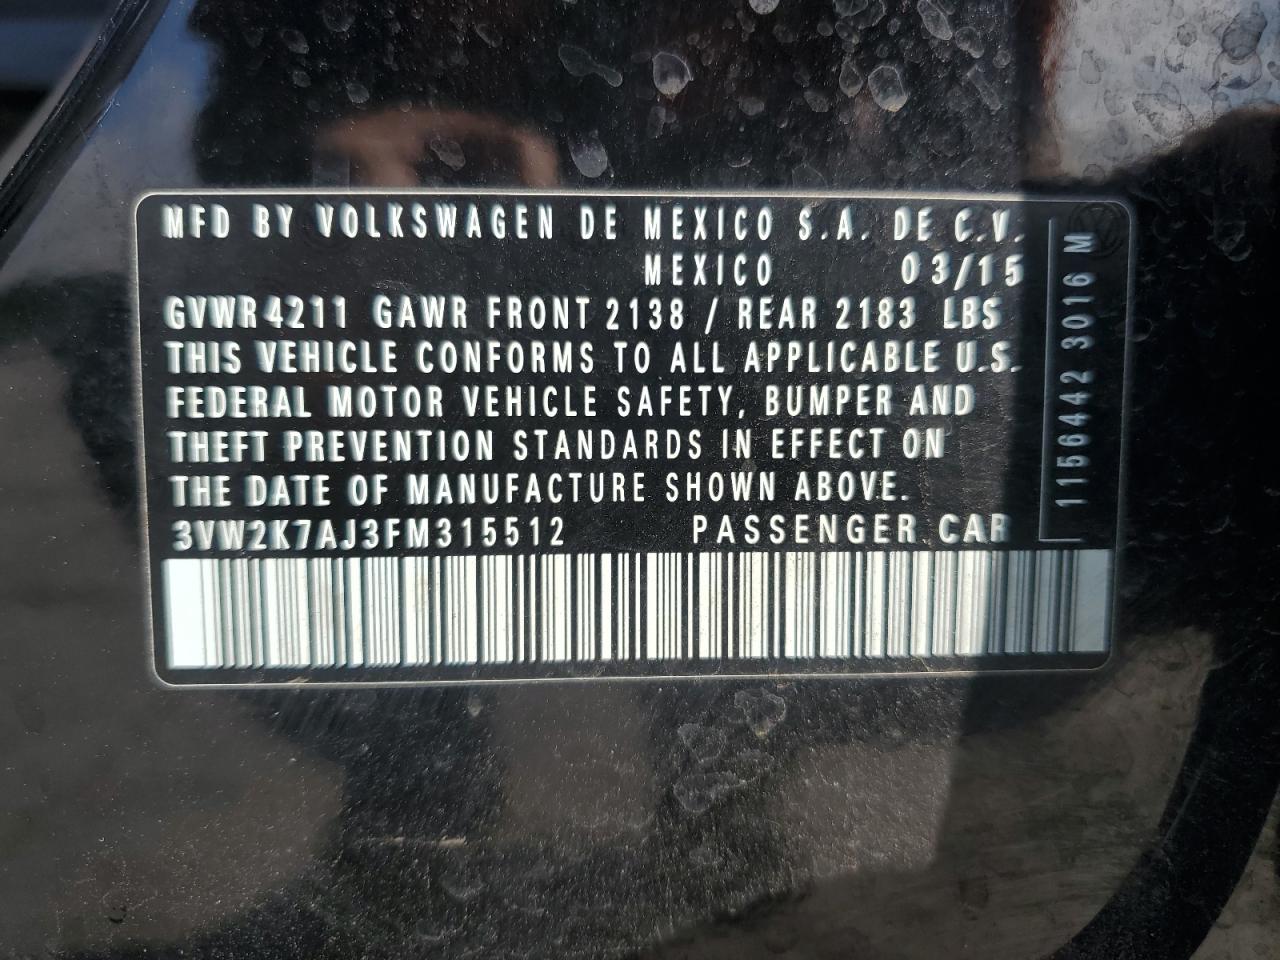 MFD BY VOLKSWAGEN DE MEXICO S.A. DE C.V.
MEXICO 03/15
GVWR 4211 GAWR FRONT 2138 / REAR 2183 LBS
THIS VEHICLE CONFORMS TO ALL APPLICABLE U.S.
FEDERAL MOTOR VEHICLE SAFETY, BUMPER AND
THEFT PREVENTION STANDARDS IN EFFECT ON
THE DATE OF MANUFACTURE SHOWN ABOVE.
3VW2K7AJ3FM315512 PASSENGER CAR
1156442 3016 M